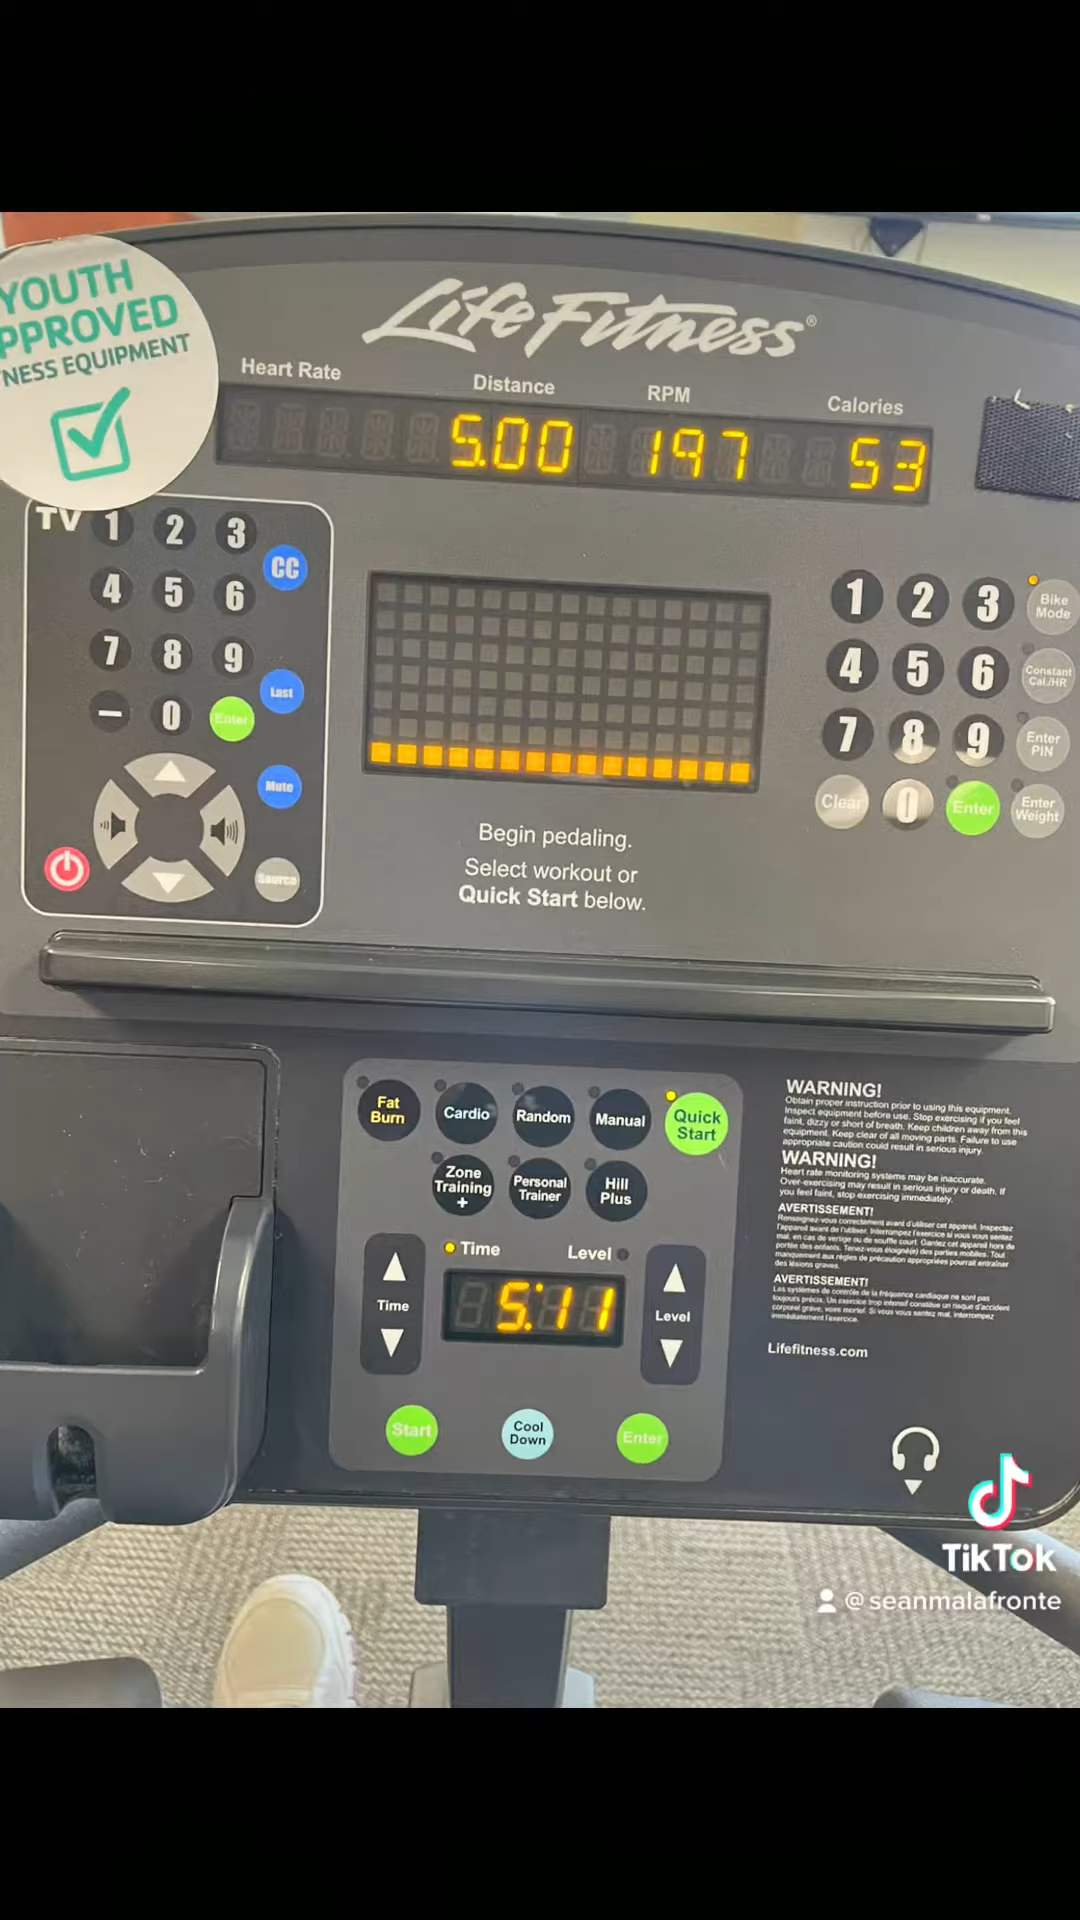 YOUTH
PPROVED
NESS EQUIPMENT
LifeFitness®
Heart Rate
Distance
RPM
Calories
5.00
197
53
TV
1 2 3
CC
4 5 6
7 8 9
Last
– 0 Enter
Mute
Source
1 2 3
Bike
Mode
4 5 6
Constant
Cal./HR
7 8 9
Enter
PIN
Clear 0 Enter
Enter
Weight
Begin pedaling.
Select workout or
Quick Start below.
Fat
Burn
Cardio
Random
Manual
Quick
Start
Zone
Training
+
Personal
Trainer
Hill
Plus
Time
Level
Time
5:11
Level
Start
Cool
Down
Enter
WARNING!
Obtain proper instruction prior to using this equipment.
Inspect equipment before use. Stop exercising if you feel
faint, dizzy or short of breath. Keep children away from this
equipment. Keep clear of all moving parts. Failure to use
appropriate caution could result in serious injury.
WARNING!
Heart rate monitoring systems may be inaccurate.
Over-exercising may result in serious injury or death. If
you feel faint, stop exercising immediately.
AVERTISSEMENT!
Renseignez-vous correctement avant d'utiliser cet appareil. Inspectez
l'appareil avant de l'utiliser. Interrompez l'exercice si vous vous sentez
mal, en cas de vertige ou de souffle court. Gardez cet appareil hors de
portée des enfants. Tenez-vous éloigné(e) des parties mobiles. Tout
manquement aux règles de précaution appropriées pourrait entraîner
des lésions graves.
AVERTISSEMENT!
Les systèmes de contrôle de la fréquence cardiaque ne sont pas
toujours précis. Un exercice trop intensif constitue un risque d'accident
corporel grave, voire mortel. Si vous vous sentez mal, interrompez
immédiatement l'exercice.
Lifefitness.com
TikTok
@seanmalafronte